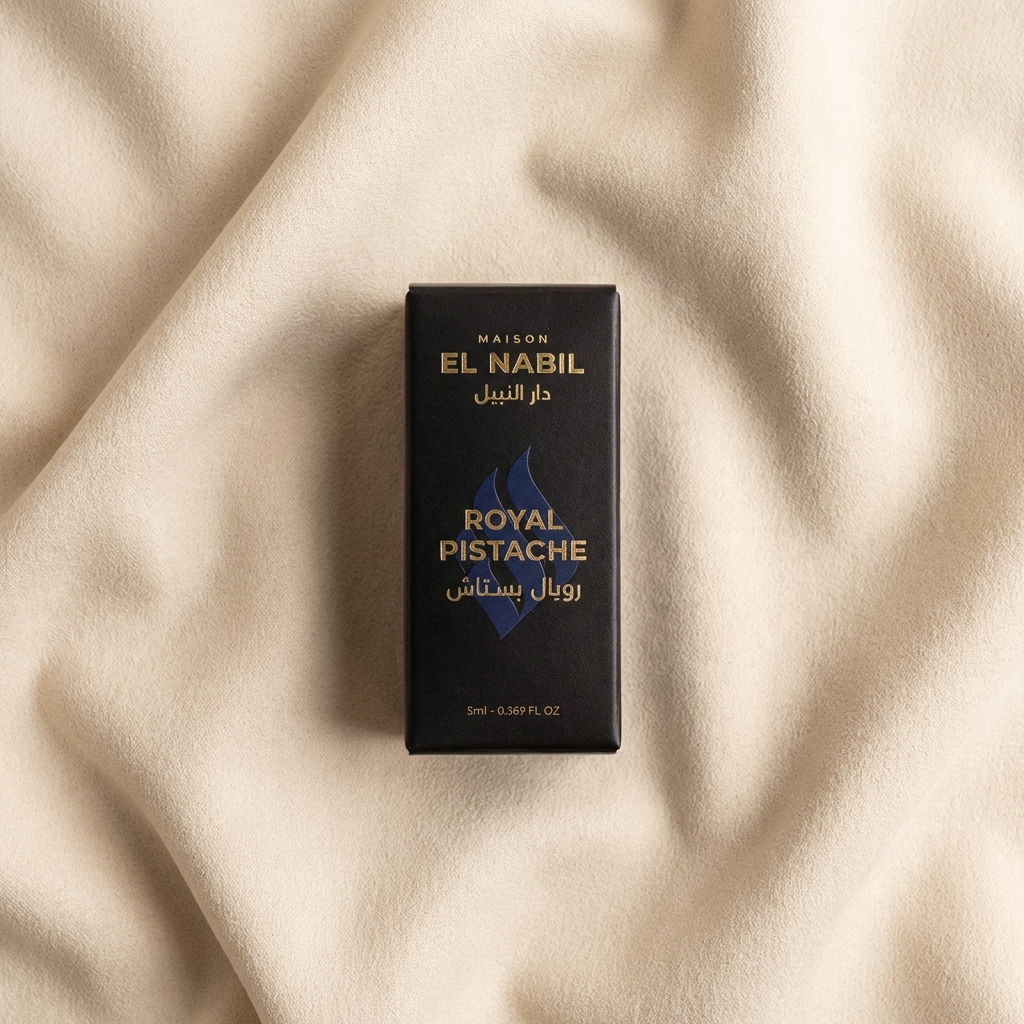 MAISON
EL NABIL
دار النبيل
ROYAL
PISTACHE
رويال بستاش
5ml - 0.369 FL OZ